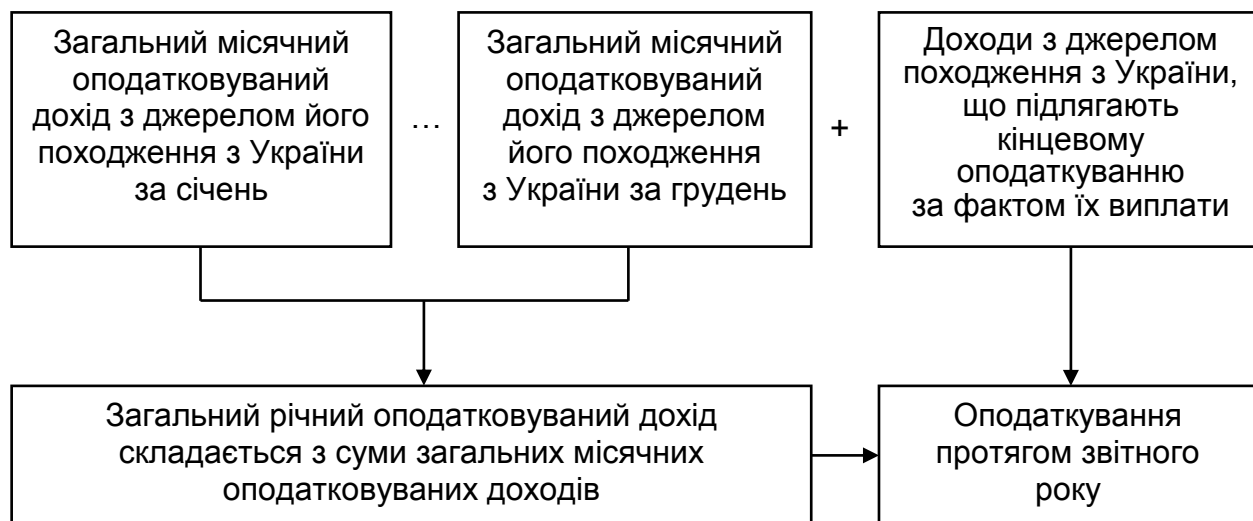 Загальний місячний
оподатковуваний
дохід з джерелом його
походження з України
за січень
…
Загальний місячний
оподатковуваний
дохід з джерелом
його походження
з України за грудень
+
Доходи з джерелом
походження з України,
що підлягають
кінцевому
оподаткуванню
за фактом їх виплати
Загальний річний оподатковуваний дохід
складається з суми загальних місячних
оподатковуваних доходів
Оподаткування
протягом звітного
року